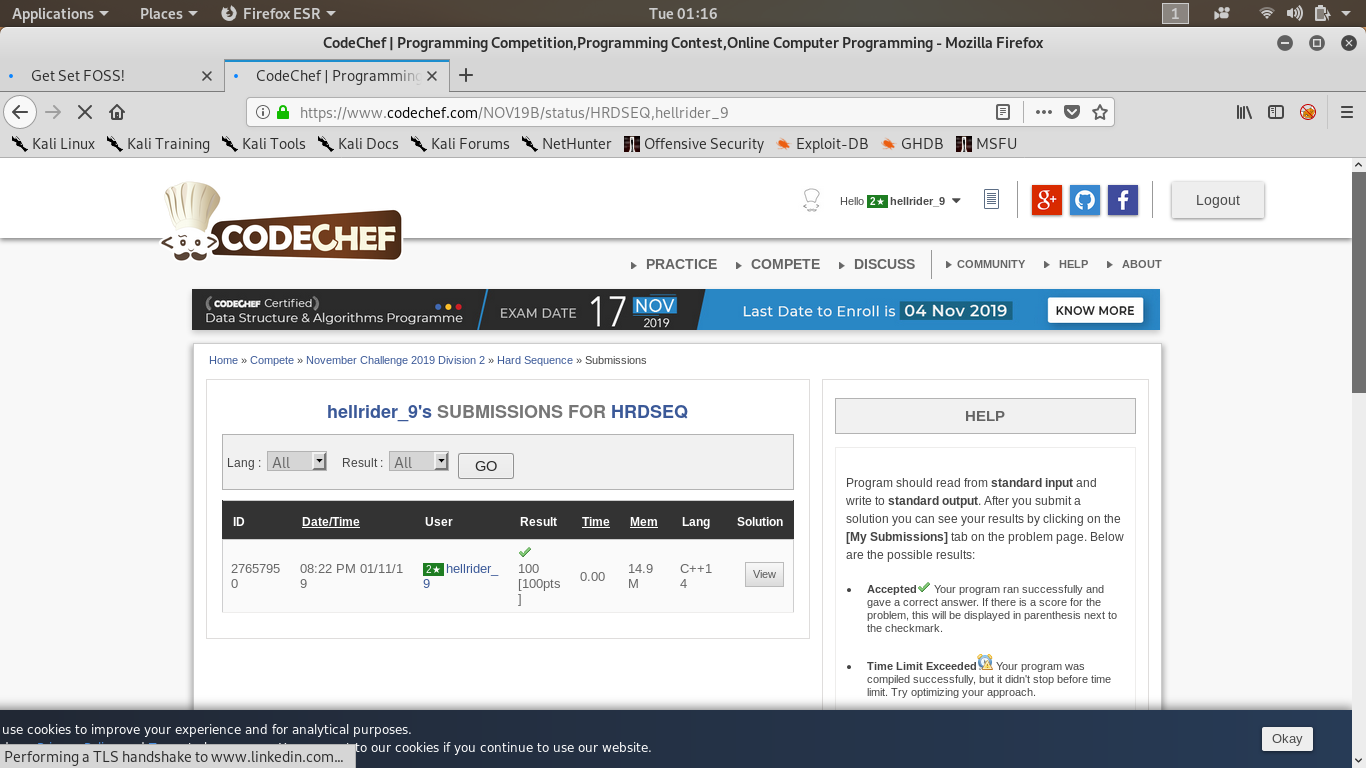 Applications Places Firefox ESR Tue 01:16 1
CodeChef | Programming Competition,Programming Contest,Online Computer Programming - Mozilla Firefox
Get Set FOSS! CodeChef | Programming
https://www.codechef.com/NOV19B/status/HRDSEQ,hellrider_9
Kali Linux Kali Training Kali Tools Kali Docs Kali Forums NetHunter Offensive Security Exploit-DB GHDB MSFU
CODECHEF
Hello 2★ hellrider_9 Logout
PRACTICE COMPETE DISCUSS COMMUNITY HELP ABOUT
CODECHEF Certified
Data Structure & Algorithms Programme
EXAM DATE 17 NOV 2019
Last Date to Enroll is 04 Nov 2019 KNOW MORE
Home » Compete » November Challenge 2019 Division 2 » Hard Sequence » Submissions
hellrider_9's SUBMISSIONS FOR HRDSEQ
Lang : All Result : All GO
ID Date/Time User Result Time Mem Lang Solution
2765795
0
08:22 PM 01/11/1
9
2★ hellrider_
9
100
[100pts
]
0.00
14.9
M
C++1
4
View
HELP
Program should read from standard input and
write to standard output. After you submit a
solution you can see your results by clicking on the
[My Submissions] tab on the problem page. Below
are the possible results:
Accepted Your program ran successfully and
gave a correct answer. If there is a score for the
problem, this will be displayed in parenthesis next to
the checkmark.
Time Limit Exceeded Your program was
compiled successfully, but it didn't stop before time
limit. Try optimizing your approach.
use cookies to improve your experience and for analytical purposes.
to our cookies if you continue to use our website.
Okay
Performing a TLS handshake to www.linkedin.com...